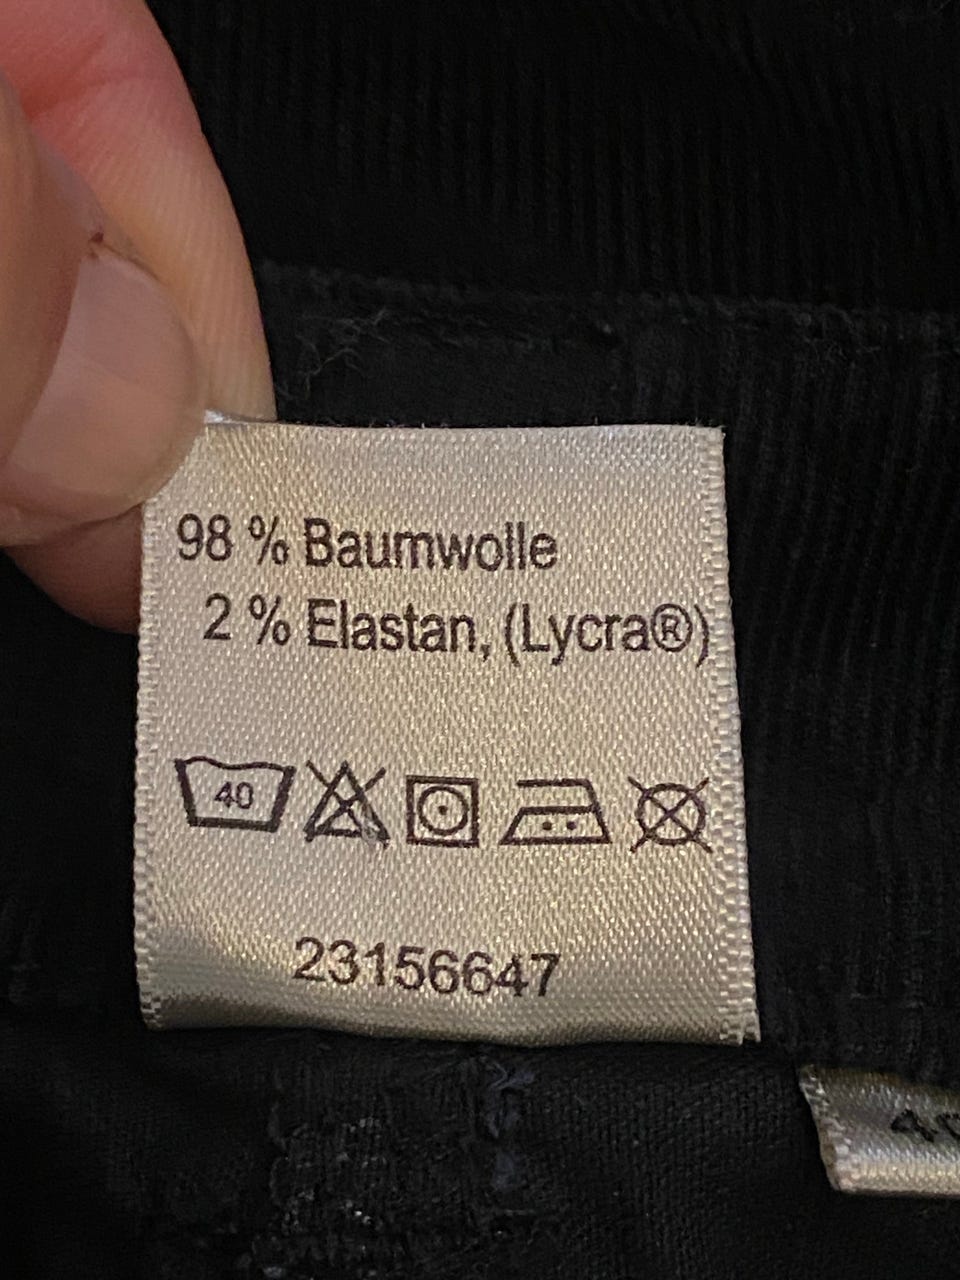 98 % Baumwolle
2 % Elastan, (Lycra®)
40
23156647